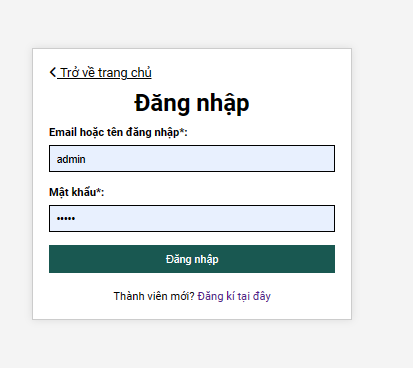 Trở về trang chủ
Đăng nhập
Email hoặc tên đăng nhập*:
admin
Mật khẩu*:
•••••
Đăng nhập
Thành viên mới? Đăng kí tại đây